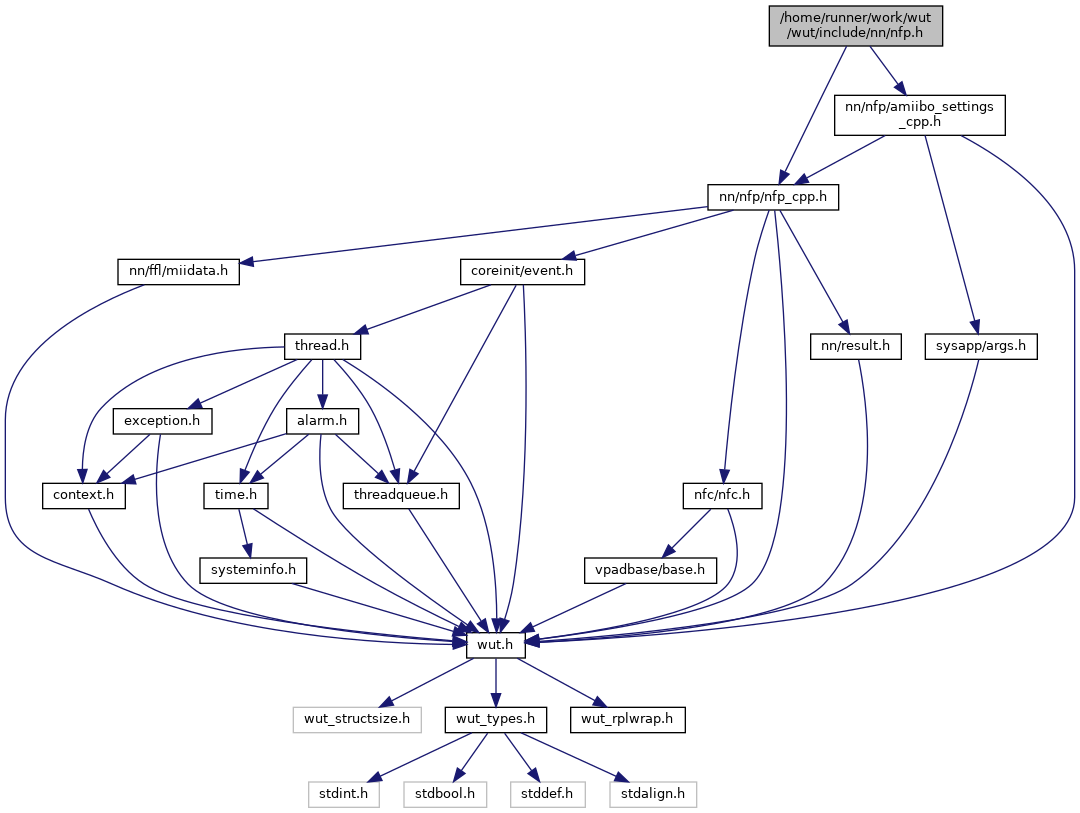 /home/runner/work/wut
/wut/include/nn/nfp.h
nn/nfp/amiibo_settings
_cpp.h
nn/nfp/nfp_cpp.h
nn/ffl/miidata.h
coreinit/event.h
thread.h
nn/result.h
sysapp/args.h
exception.h
alarm.h
context.h
time.h
threadqueue.h
nfc/nfc.h
systeminfo.h
vpadbase/base.h
wut.h
wut_structsize.h
wut_types.h
wut_rplwrap.h
stdint.h
stdbool.h
stddef.h
stdalign.h